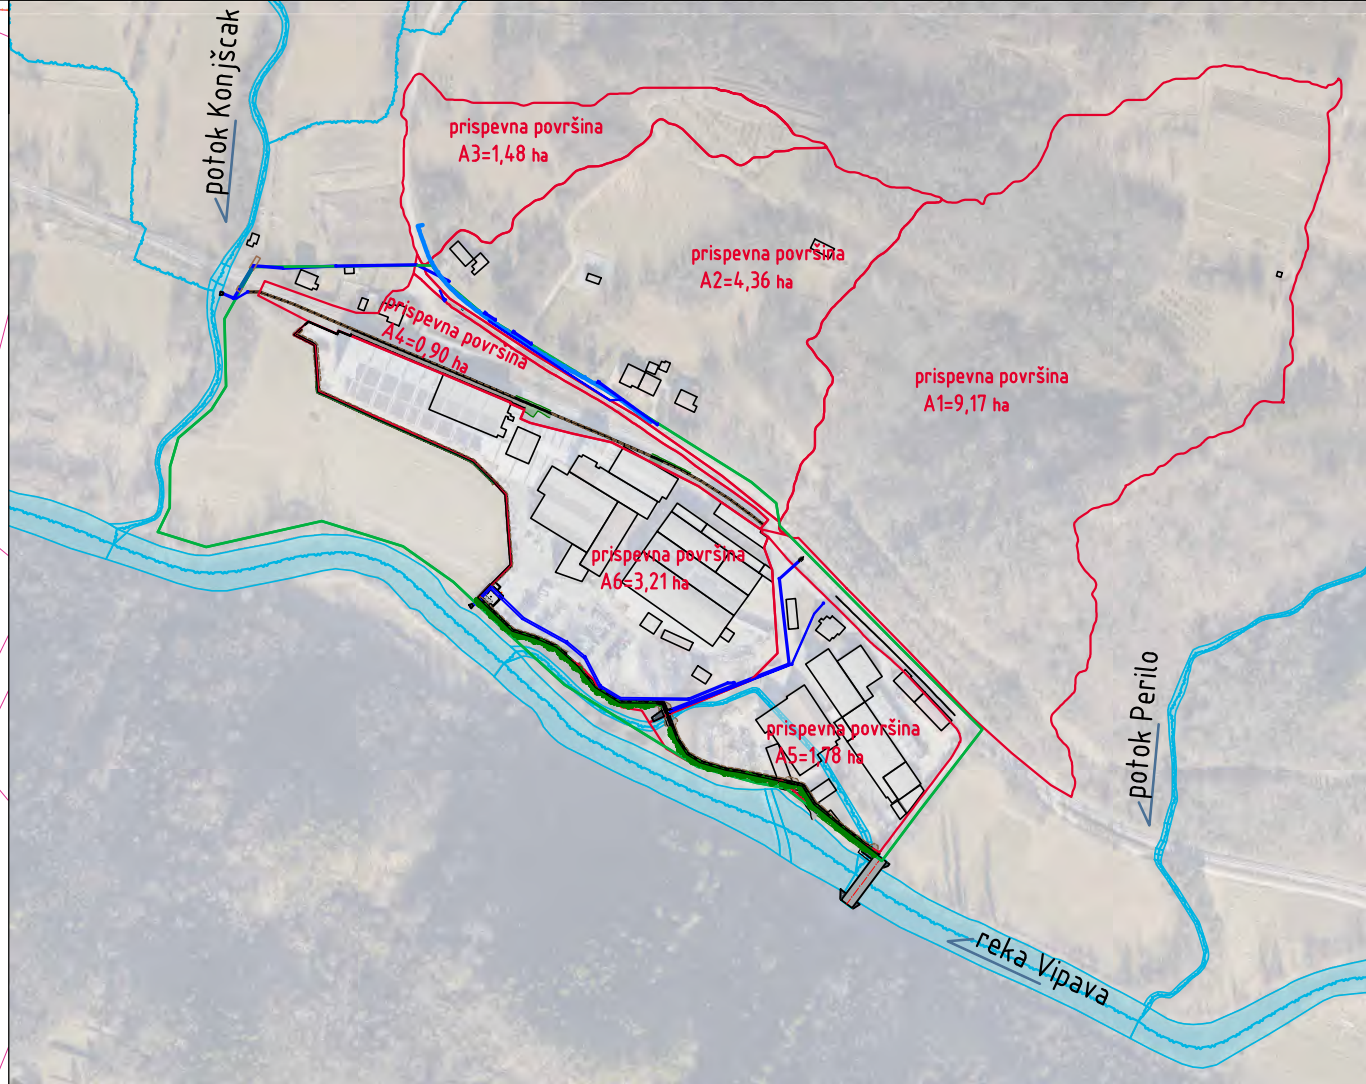 potok Konjščak
prispevna površina
A3=1,48 ha
prispevna površina
A2=4,36 ha
prispevna površina
A4=0,90 ha
prispevna površina
A1=9,17 ha
prispevna površina
A6=3,21 ha
prispevna površina
A5=1,78 ha
potok Perilo
reka Vipava